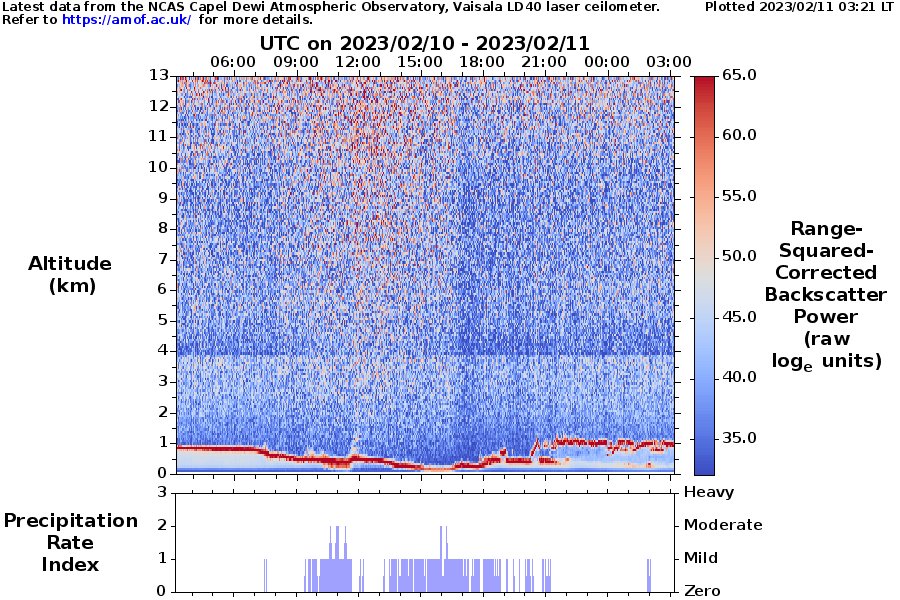 Latest data from the NCAS Capel Dewi Atmospheric Observatory, Vaisala LD40 laser ceilometer. Plotted 2023/02/11 03:21 LT
Refer to https://amof.ac.uk/ for more details.
UTC on 2023/02/10 - 2023/02/11
06:00 09:00 12:00 15:00 18:00 21:00 00:00 03:00
13
12
11
10
9
8
7
6
5
4
3
2
1
0
Altitude
(km)
65.0
60.0
55.0
50.0
45.0
40.0
35.0
Range-
Squared-
Corrected
Backscatter
Power
(raw
logₑ units)
3
2
1
0
Precipitation
Rate
Index
Heavy
Moderate
Mild
Zero